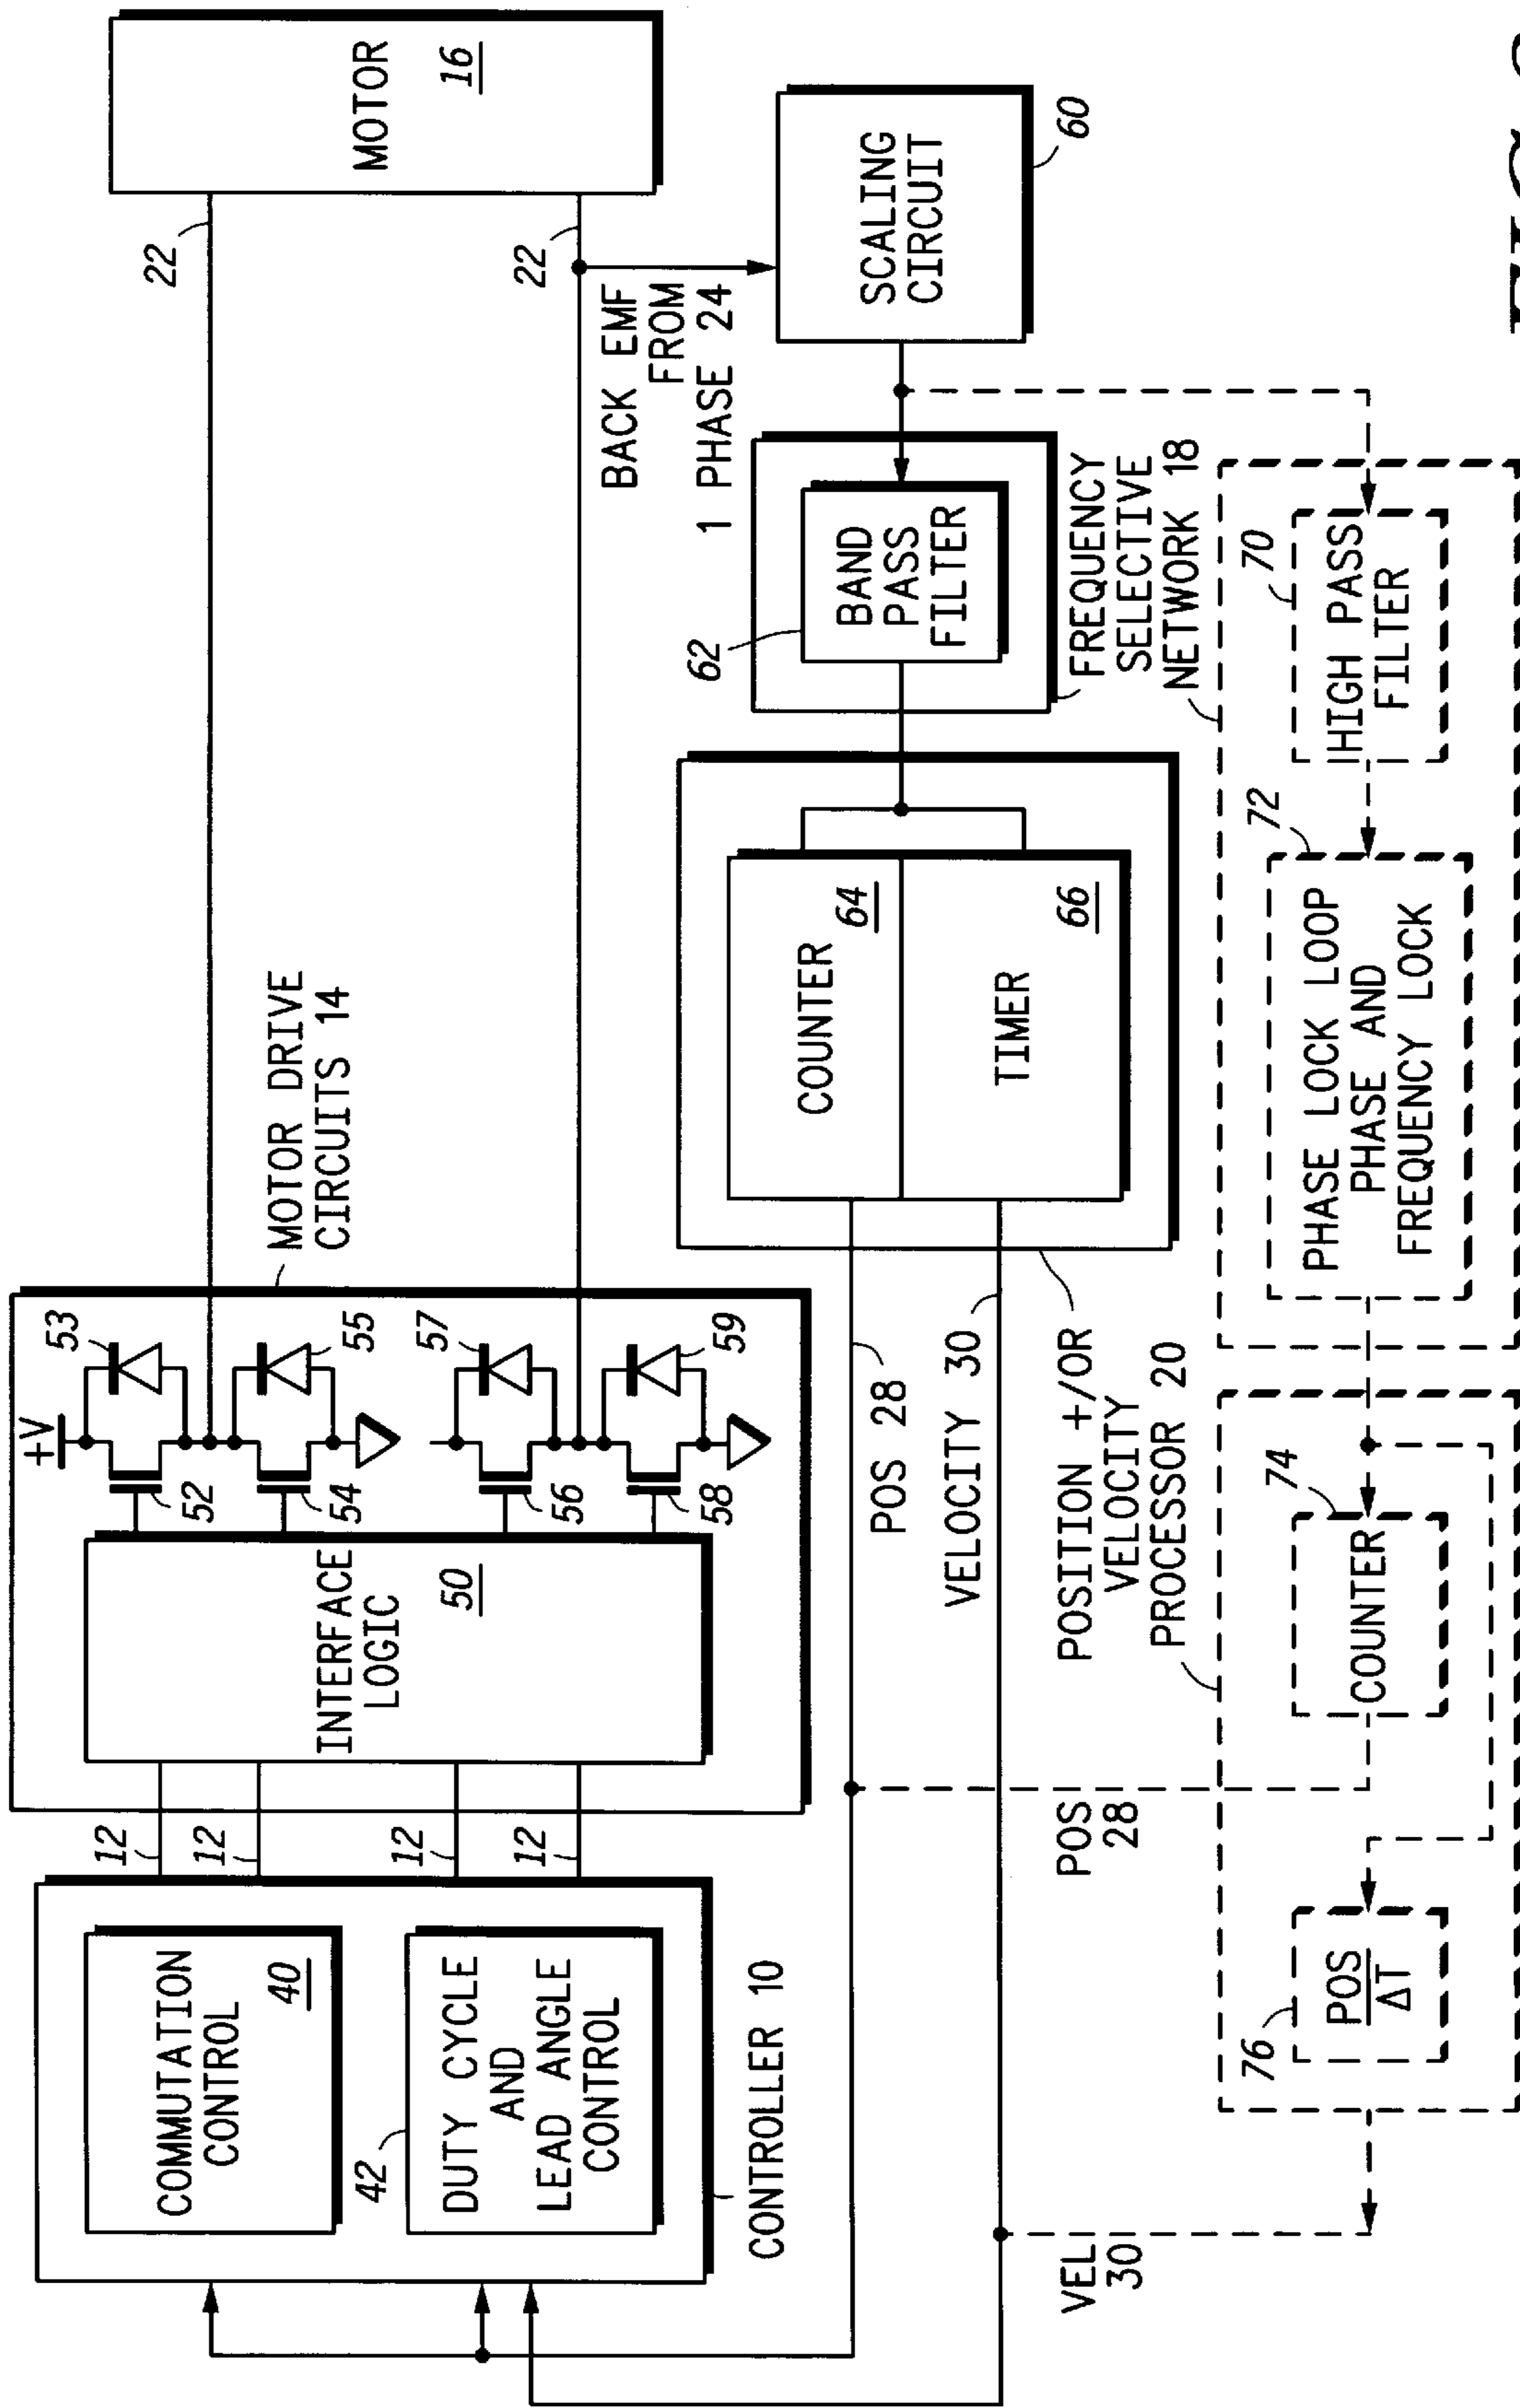 COMMUTATION
CONTROL
40
DUTY CYCLE
AND
LEAD ANGLE
CONTROL
42
CONTROLLER 10
12
12
12
12
INTERFACE
LOGIC
50
+V
52
53
54
55
56
57
58
59
MOTOR DRIVE
CIRCUITS 14
22
22
MOTOR
16
BACK EMF
FROM
1 PHASE 24
SCALING
CIRCUIT
60
BAND
PASS
FILTER
62
FREQUENCY
SELECTIVE
NETWORK 18
COUNTER
64
TIMER
66
POS 28
VELOCITY 30
POSITION +/OR
VELOCITY
PROCESSOR 20
HIGH PASS
FILTER
70
PHASE LOCK LOOP
PHASE AND
FREQUENCY LOCK
72
COUNTER
74
POS
ΔT
76
POS
28
VEL
30